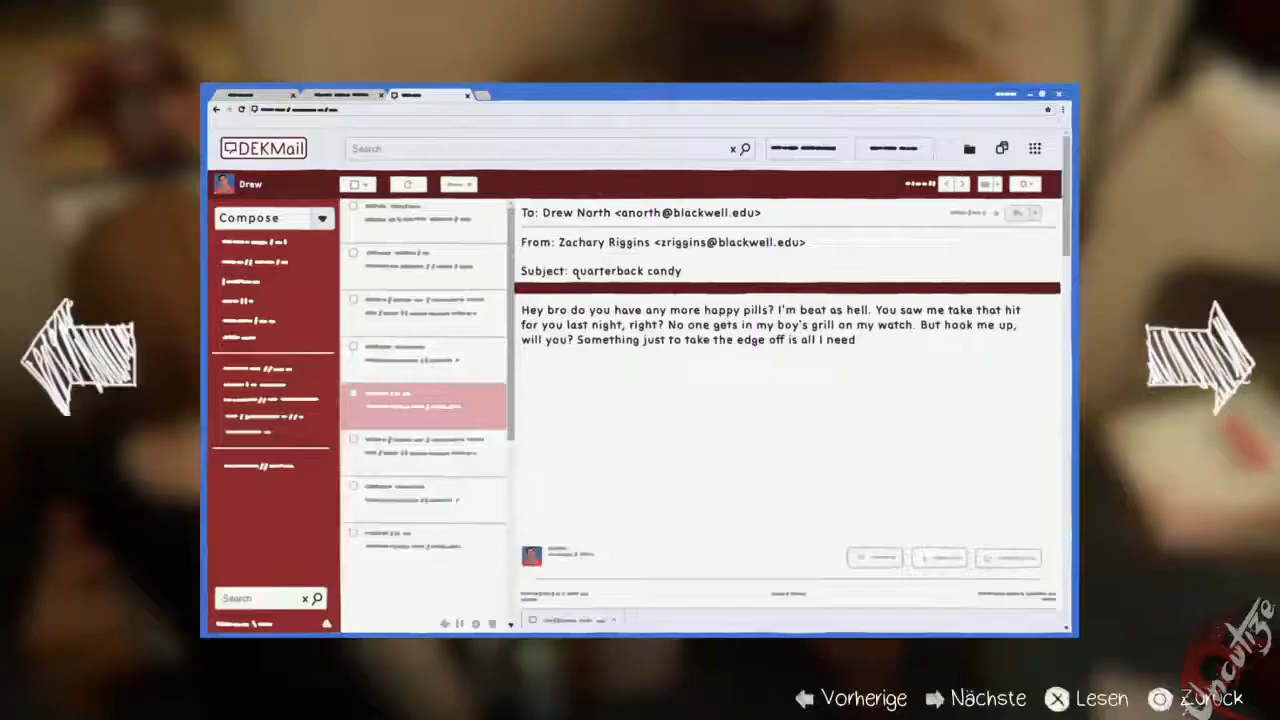 DEKMail
Search
Drew
Compose
To: Drew North <anorth@blackwell.edu>
From: Zachary Riggins <zriggins@blackwell.edu>
Subject: quarterback candy
Hey bro do you have any more happy pills? I'm beat as hell. You saw me take that hit
for you last night, right? No one gets in my boy's grill on my watch. But hook me up,
will you? Something just to take the edge off is all I need
Search
Vorherige
Nächste
Lesen
Zurück
Uncut1ze